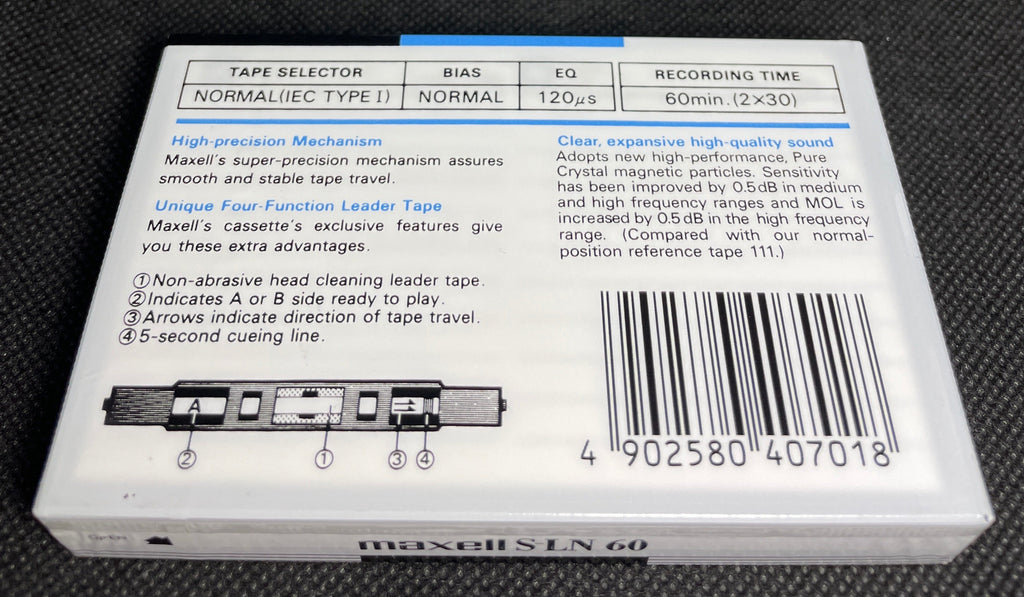 TAPE SELECTOR BIAS EQ RECORDING TIME
NORMAL(IEC TYPE I) NORMAL 120μs 60min.(2×30)
High-precision Mechanism
Maxell's super-precision mechanism assures
smooth and stable tape travel.
Unique Four-Function Leader Tape
Maxell's cassette's exclusive features give
you these extra advantages.
①Non-abrasive head cleaning leader tape.
②Indicates A or B side ready to play.
③Arrows indicate direction of tape travel.
④5-second cueing line.
A
② ① ③ ④
Clear, expansive high-quality sound
Adopts new high-performance, Pure
Crystal magnetic particles. Sensitivity
has been improved by 0.5dB in medium
and high frequency ranges and MOL is
increased by 0.5dB in the high frequency
range. (Compared with our normal-
position reference tape 111.)
4 902580 407018
OPEN
maxell S·LN 60